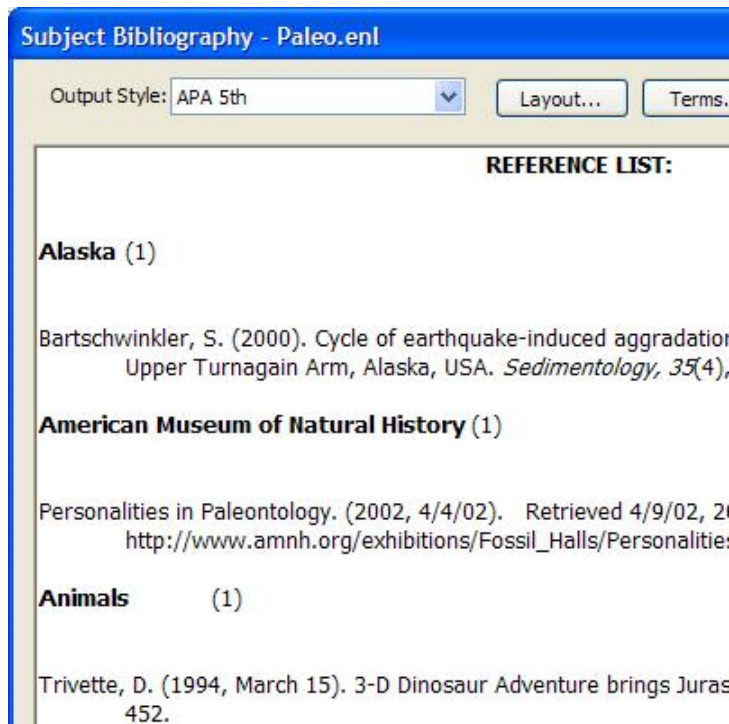 Subject Bibliography - Paleo.enl
Output Style: APA 5th Layout... Terms.
REFERENCE LIST:
Alaska (1)
Bartschwinkler, S. (2000). Cycle of earthquake-induced aggradation
Upper Turnagain Arm, Alaska, USA. Sedimentology, 35(4),
American Museum of Natural History (1)
Personalities in Paleontology. (2002, 4/4/02). Retrieved 4/9/02, 20
http://www.amnh.org/exhibitions/Fossil_Halls/Personalities
Animals (1)
Trivette, D. (1994, March 15). 3-D Dinosaur Adventure brings Juras
452.